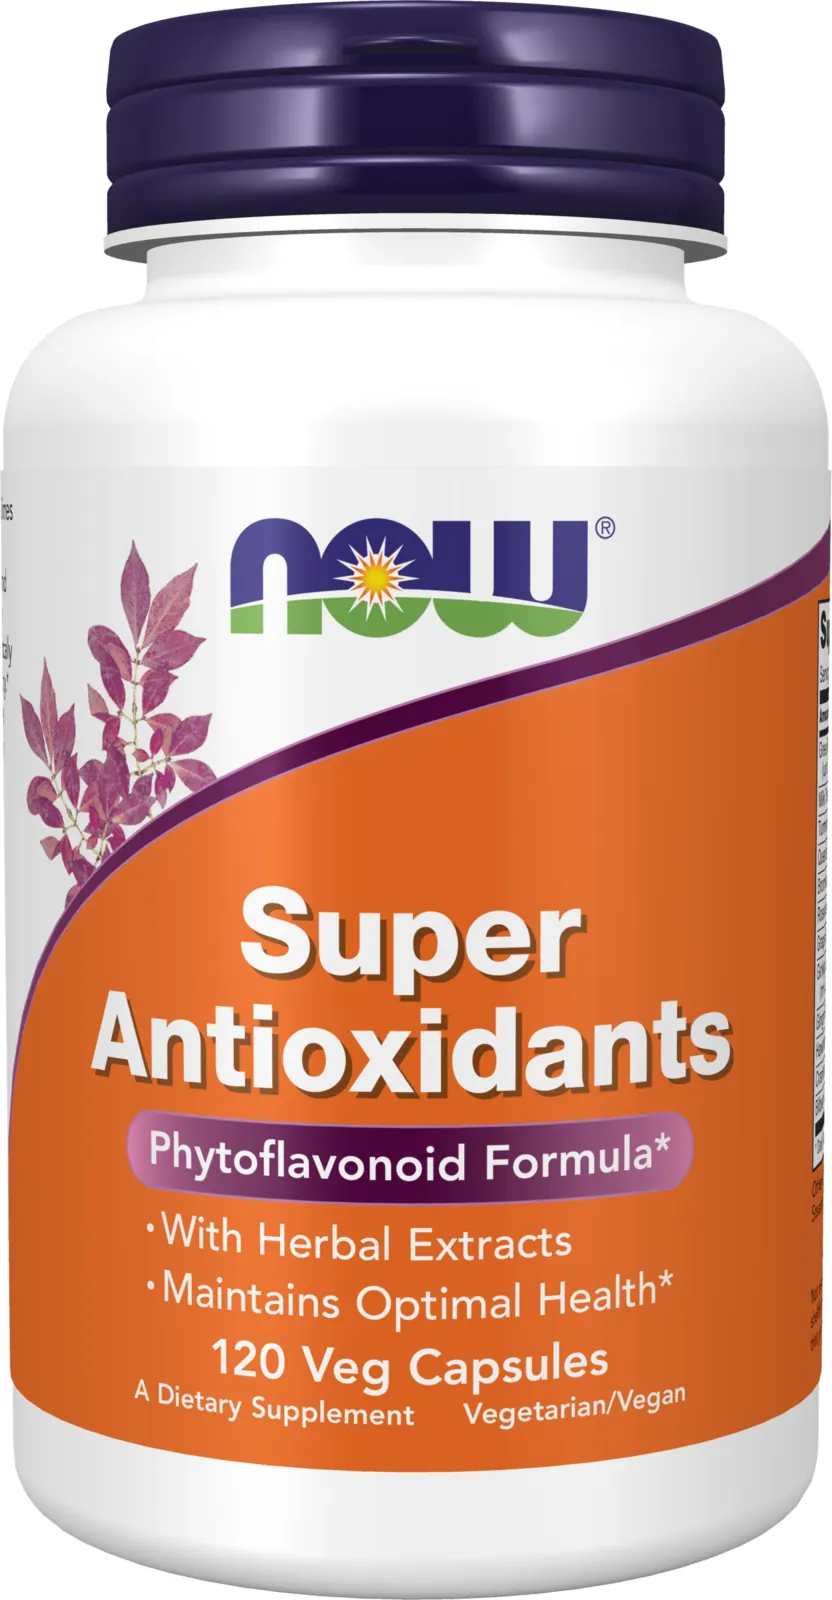 now®
Super
Antioxidants
Phytoflavonoid Formula*
• With Herbal Extracts
• Maintains Optimal Health*
120 Veg Capsules
A Dietary Supplement Vegetarian/Vegan